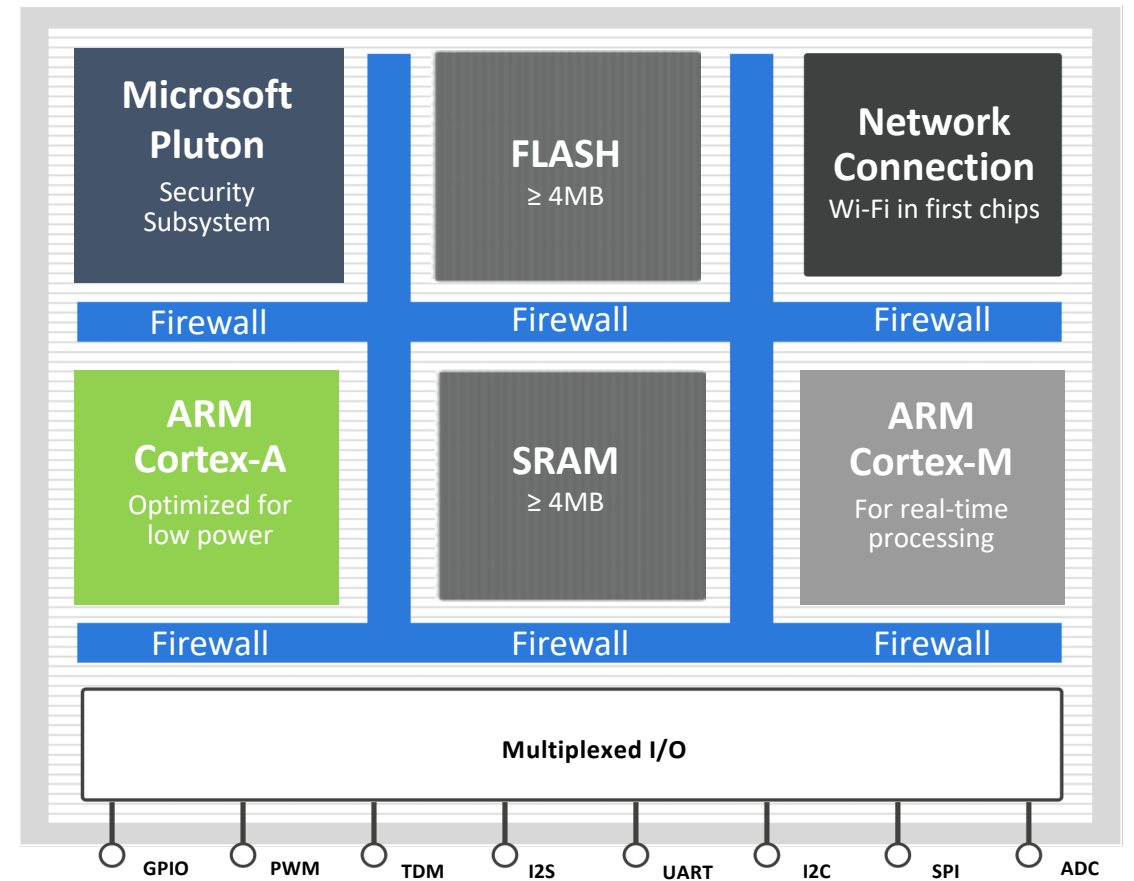 Microsoft
Pluton
Security
Subsystem
FLASH
≥ 4MB
Network
Connection
Wi-Fi in first chips
Firewall
Firewall
Firewall
ARM
Cortex-A
Optimized for
low power
SRAM
≥ 4MB
ARM
Cortex-M
For real-time
processing
Firewall
Firewall
Firewall
Multiplexed I/O
GPIO
PWM
TDM
I2S
UART
I2C
SPI
ADC